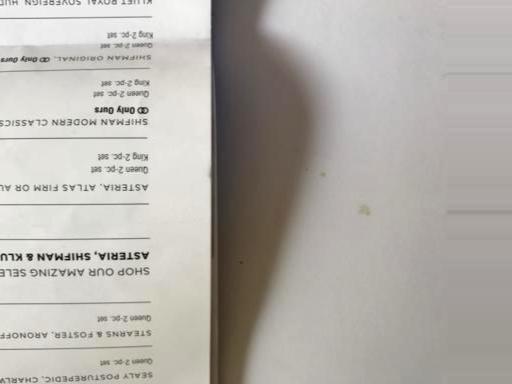 SEALY POSTUREPEDIC, CHARLW
Queen 2-pc. set
STEARNS & FOSTER, ARONOFF
Queen 2-pc. set
SHOP OUR AMAZING SELE
ASTERIA, SHIFMAN & KLU
ASTERIA, ATLAS FIRM OR AU
Queen 2-pc. set
King 2-pc. set
SHIFMAN MODERN CLASSICS
Only Ours
Queen 2-pc. set
King 2-pc. set
SHIFMAN ORIGINAL, Only Ours
Queen 2-pc. set
King 2-pc. set
KLUFT ROYAL SOVEREIGN, HUD